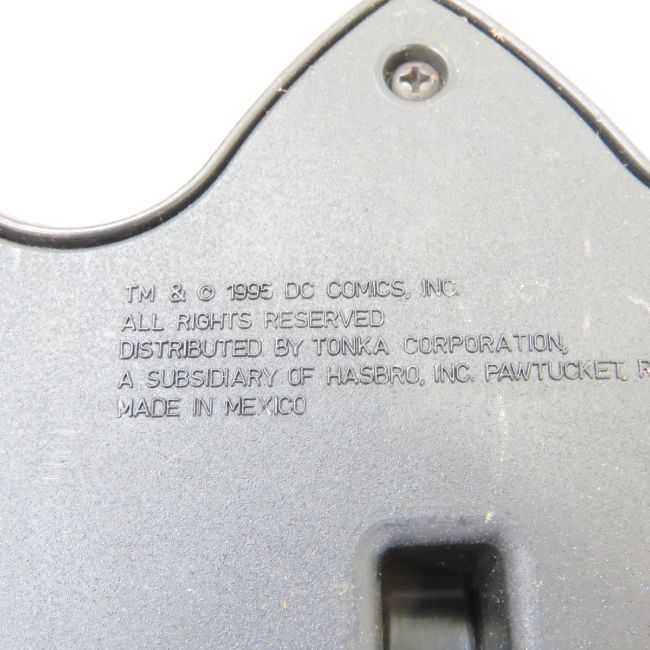 TM & © 1995 DC COMICS, INC.
ALL RIGHTS RESERVED
DISTRIBUTED BY TONKA CORPORATION,
A SUBSIDIARY OF HASBRO, INC. PAWTUCKET, R
MADE IN MEXICO